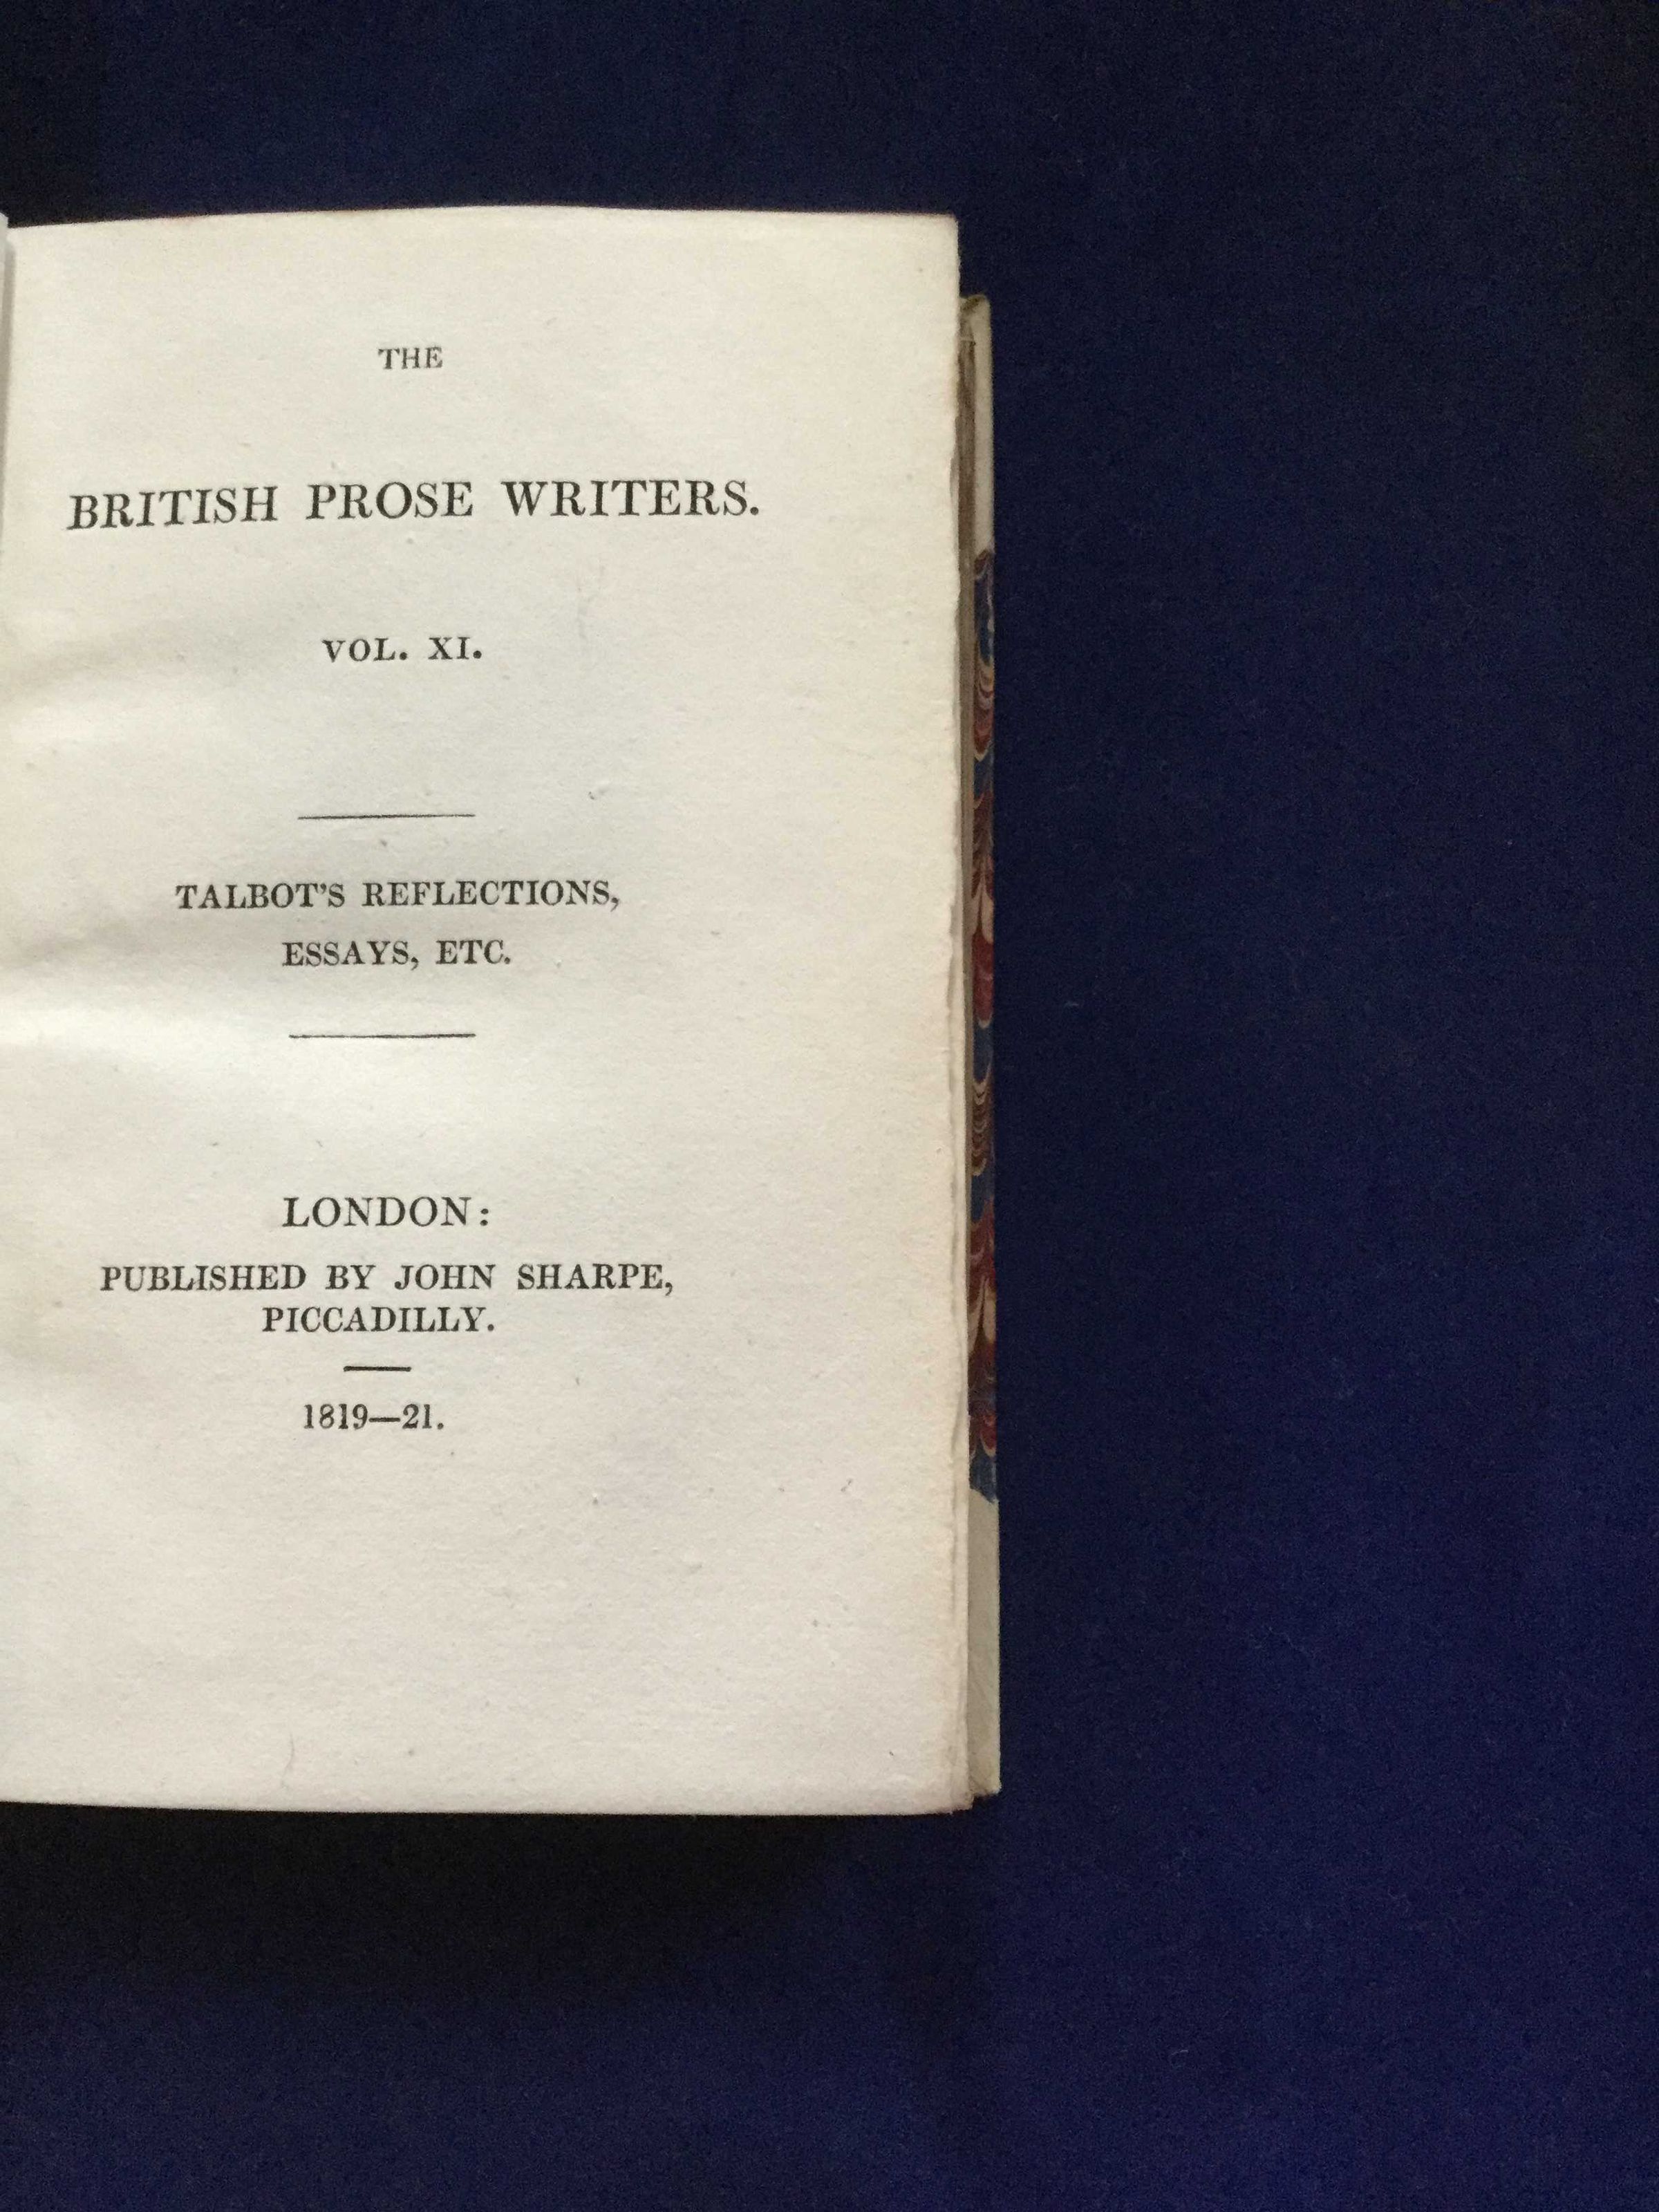 THE
BRITISH PROSE WRITERS.
VOL. XI.
TALBOT'S REFLECTIONS,
ESSAYS, ETC.
LONDON:
PUBLISHED BY JOHN SHARPE,
PICCADILLY.
1819—21.